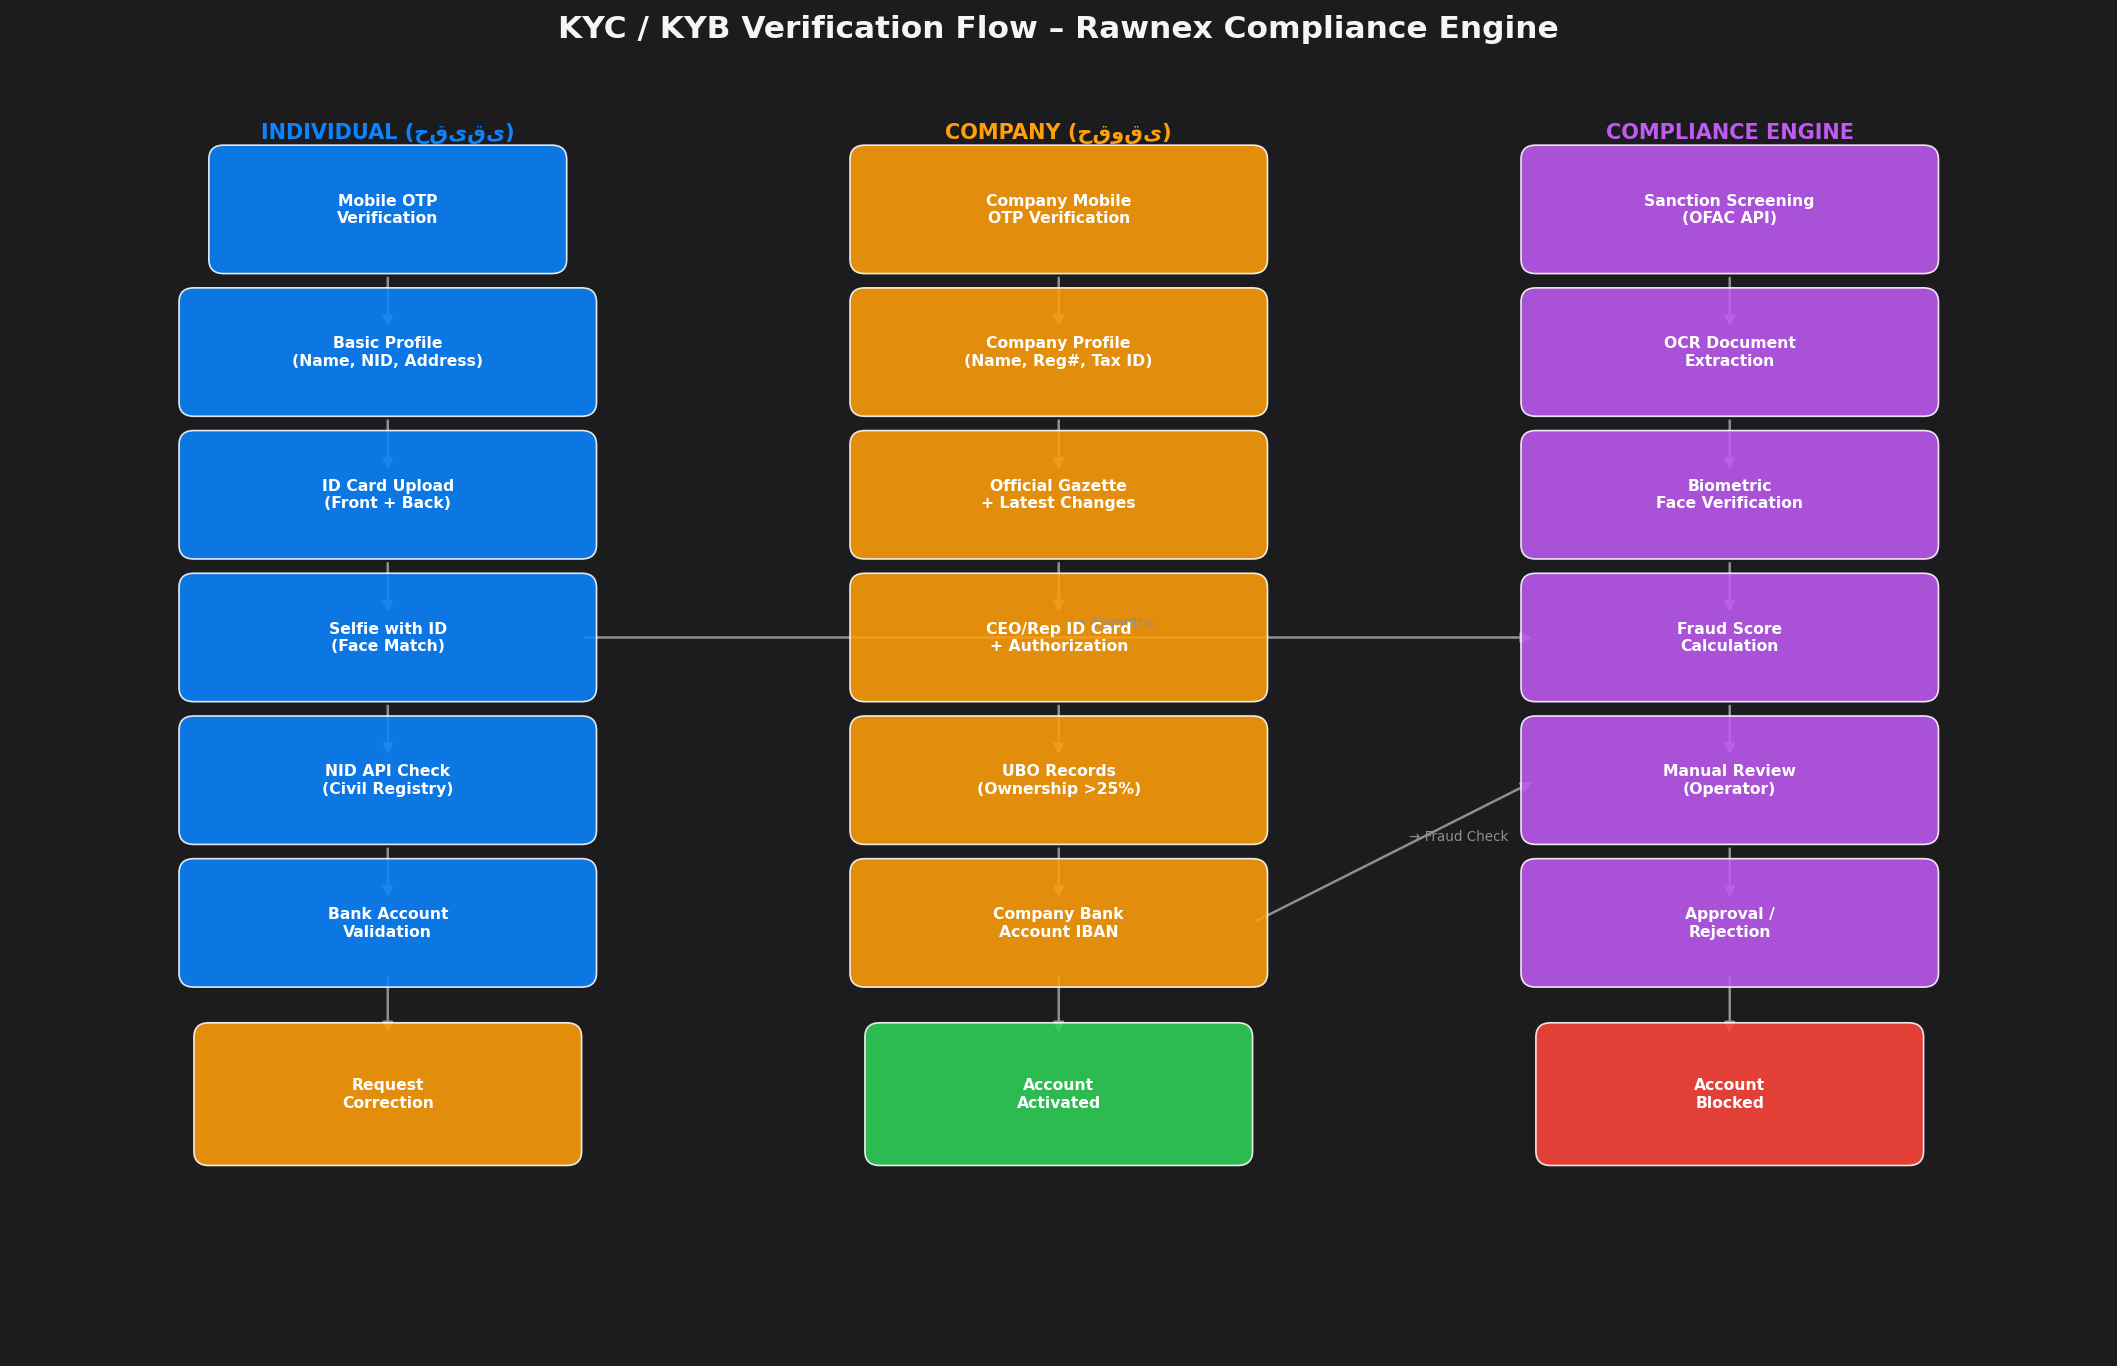 KYC / KYB Verification Flow – Rawnex Compliance Engine
INDIVIDUAL (حقیقی)
Mobile OTP
Verification
Basic Profile
(Name, NID, Address)
ID Card Upload
(Front + Back)
Selfie with ID
(Face Match)
NID API Check
(Civil Registry)
Bank Account
Validation
Request
Correction
COMPANY (حقوقی)
Company Mobile
OTP Verification
Company Profile
(Name, Reg#, Tax ID)
Official Gazette
+ Latest Changes
CEO/Rep ID Card
+ Authorization
UBO Records
(Ownership >25%)
Company Bank
Account IBAN
Account
Activated
→ Fraud Check
COMPLIANCE ENGINE
Sanction Screening
(OFAC API)
OCR Document
Extraction
Biometric
Face Verification
Fraud Score
Calculation
Manual Review
(Operator)
Approval /
Rejection
Account
Blocked